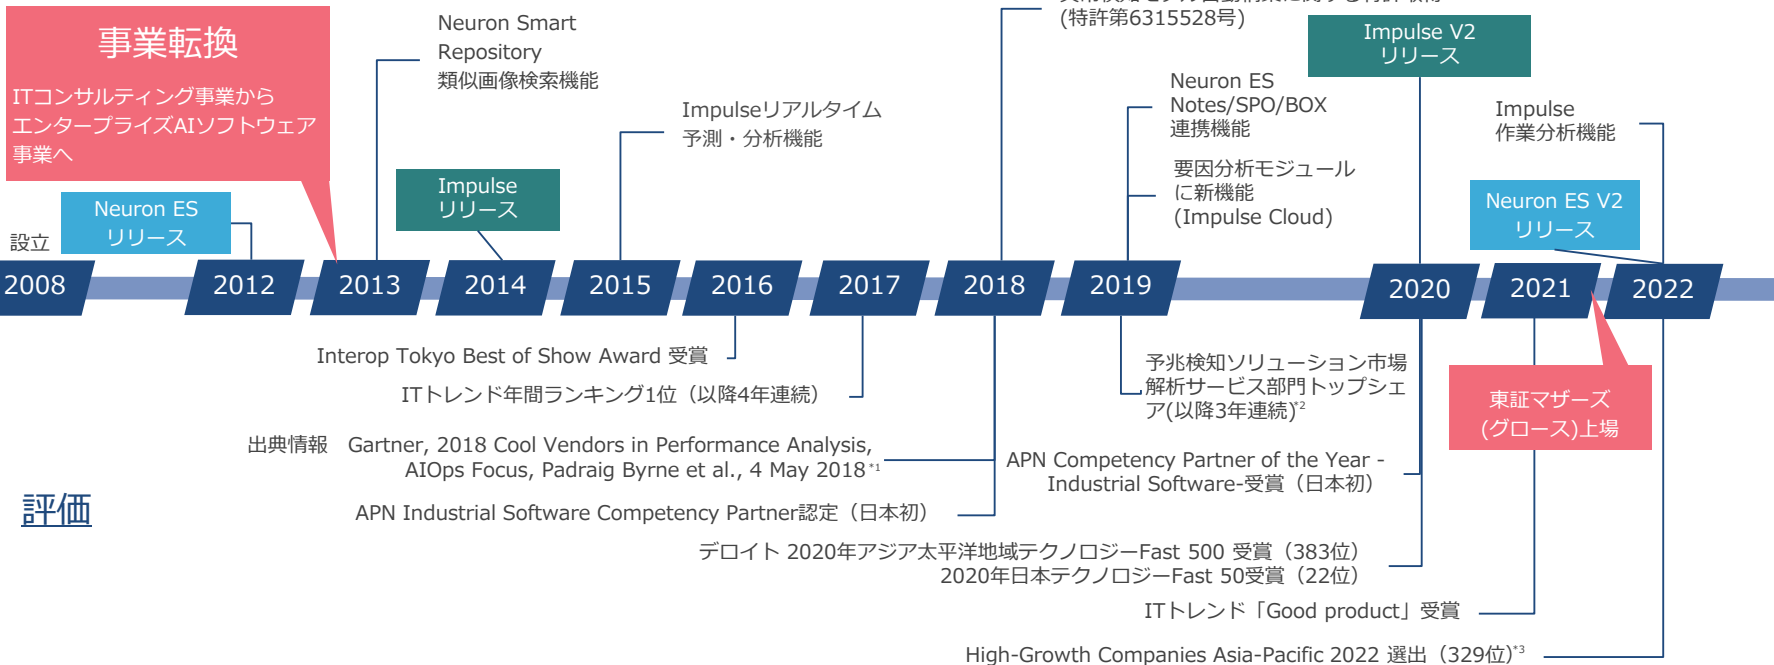 事業転換
ITコンサルティング事業から
エンタープライズAIソフトウェア
事業へ
Neuron Smart
Repository
類似画像検索機能
Impulseリアルタイム
予測・分析機能
(特許第6315528号)
Impulse V2
リリース
Neuron ES
Notes/SPO/BOX
連携機能
Impulse
作業分析機能
要因分析モジュール
に新機能
(Impulse Cloud)
Impulse
リリース
Neuron ES
リリース
Neuron ES V2
リリース
設立
2008
2012
2013
2014
2015
2016
2017
2018
2019
2020
2021
2022
Interop Tokyo Best of Show Award 受賞
ITトレンド年間ランキング1位（以降4年連続）
出典情報　Gartner, 2018 Cool Vendors in Performance Analysis,
AIOps Focus, Padraig Byrne et al., 4 May 2018*1
APN Industrial Software Competency Partner認定（日本初）
予兆検知ソリューション市場
解析サービス部門トップシェ
ア(以降3年連続)*2
APN Competency Partner of the Year -
Industrial Software-受賞（日本初）
東証マザーズ
(グロース)上場
評価
デロイト 2020年アジア太平洋地域テクノロジーFast 500 受賞（383位）
2020年日本テクノロジーFast 50受賞（22位）
ITトレンド「Good product」受賞
High-Growth Companies Asia-Pacific 2022 選出（329位)*3